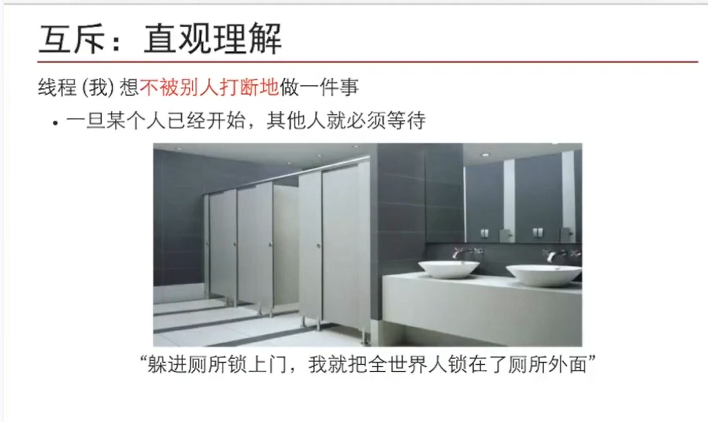 互斥：直观理解
线程 (我) 想不被别人打断地做一件事
• 一旦某个人已经开始，其他人就必须等待
“躲进厕所锁上门，我就把全世界人锁在了厕所外面”